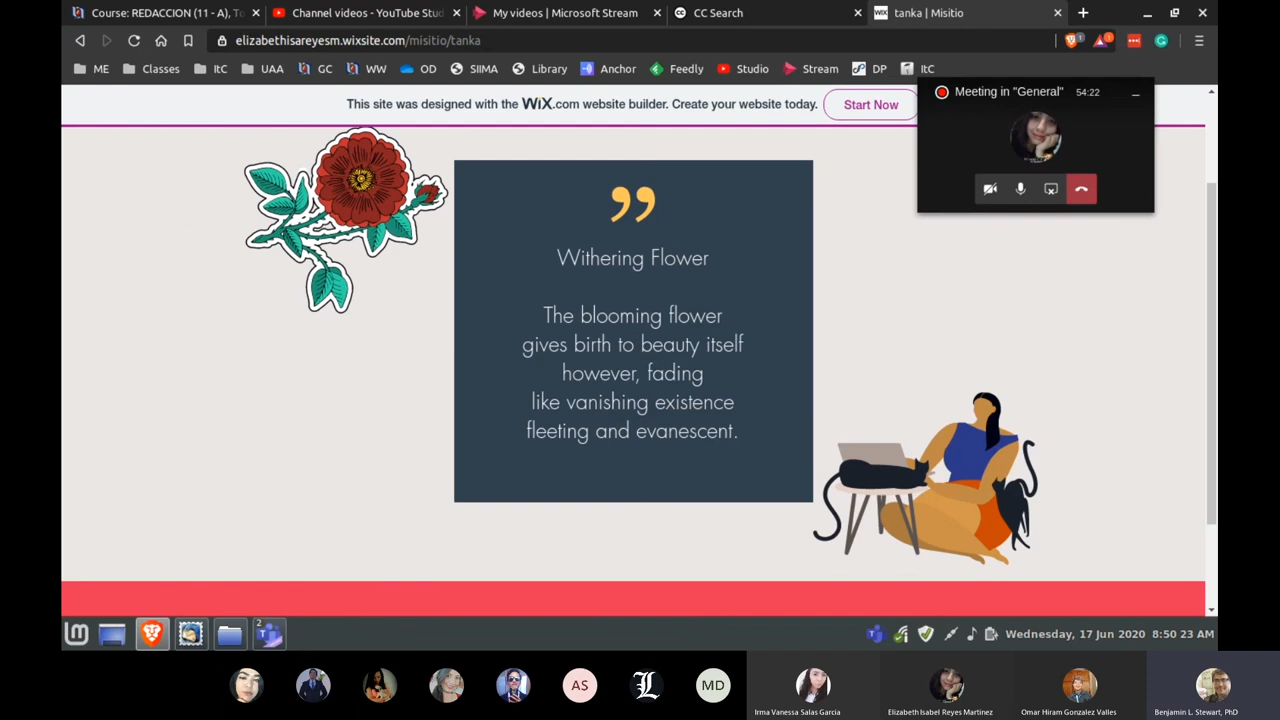 Course: REDACCION (11 - A), To
Channel videos - YouTube Stud
My videos | Microsoft Stream
CC Search
tanka | Misitio
elizabethisareyesm.wixsite.com/misitio/tanka
1
1
ME
Classes
ItC
UAA
GC
WW
OD
SIIMA
Library
Anchor
Feedly
Studio
Stream
DP
ItC
This site was designed with the WiX.com website builder. Create your website today.
Start Now
Meeting in "General"
54:22
”
Withering Flower
The blooming flower
gives birth to beauty itself
however, fading
like vanishing existence
fleeting and evanescent.
2
Wednesday, 17 Jun 2020 8:50 23 AM
AS
L
MD
Irma Vanessa Salas Garcia
Elizabeth Isabel Reyes Martinez
Omar Hiram Gonzalez Valles
Benjamin L. Stewart, PhD